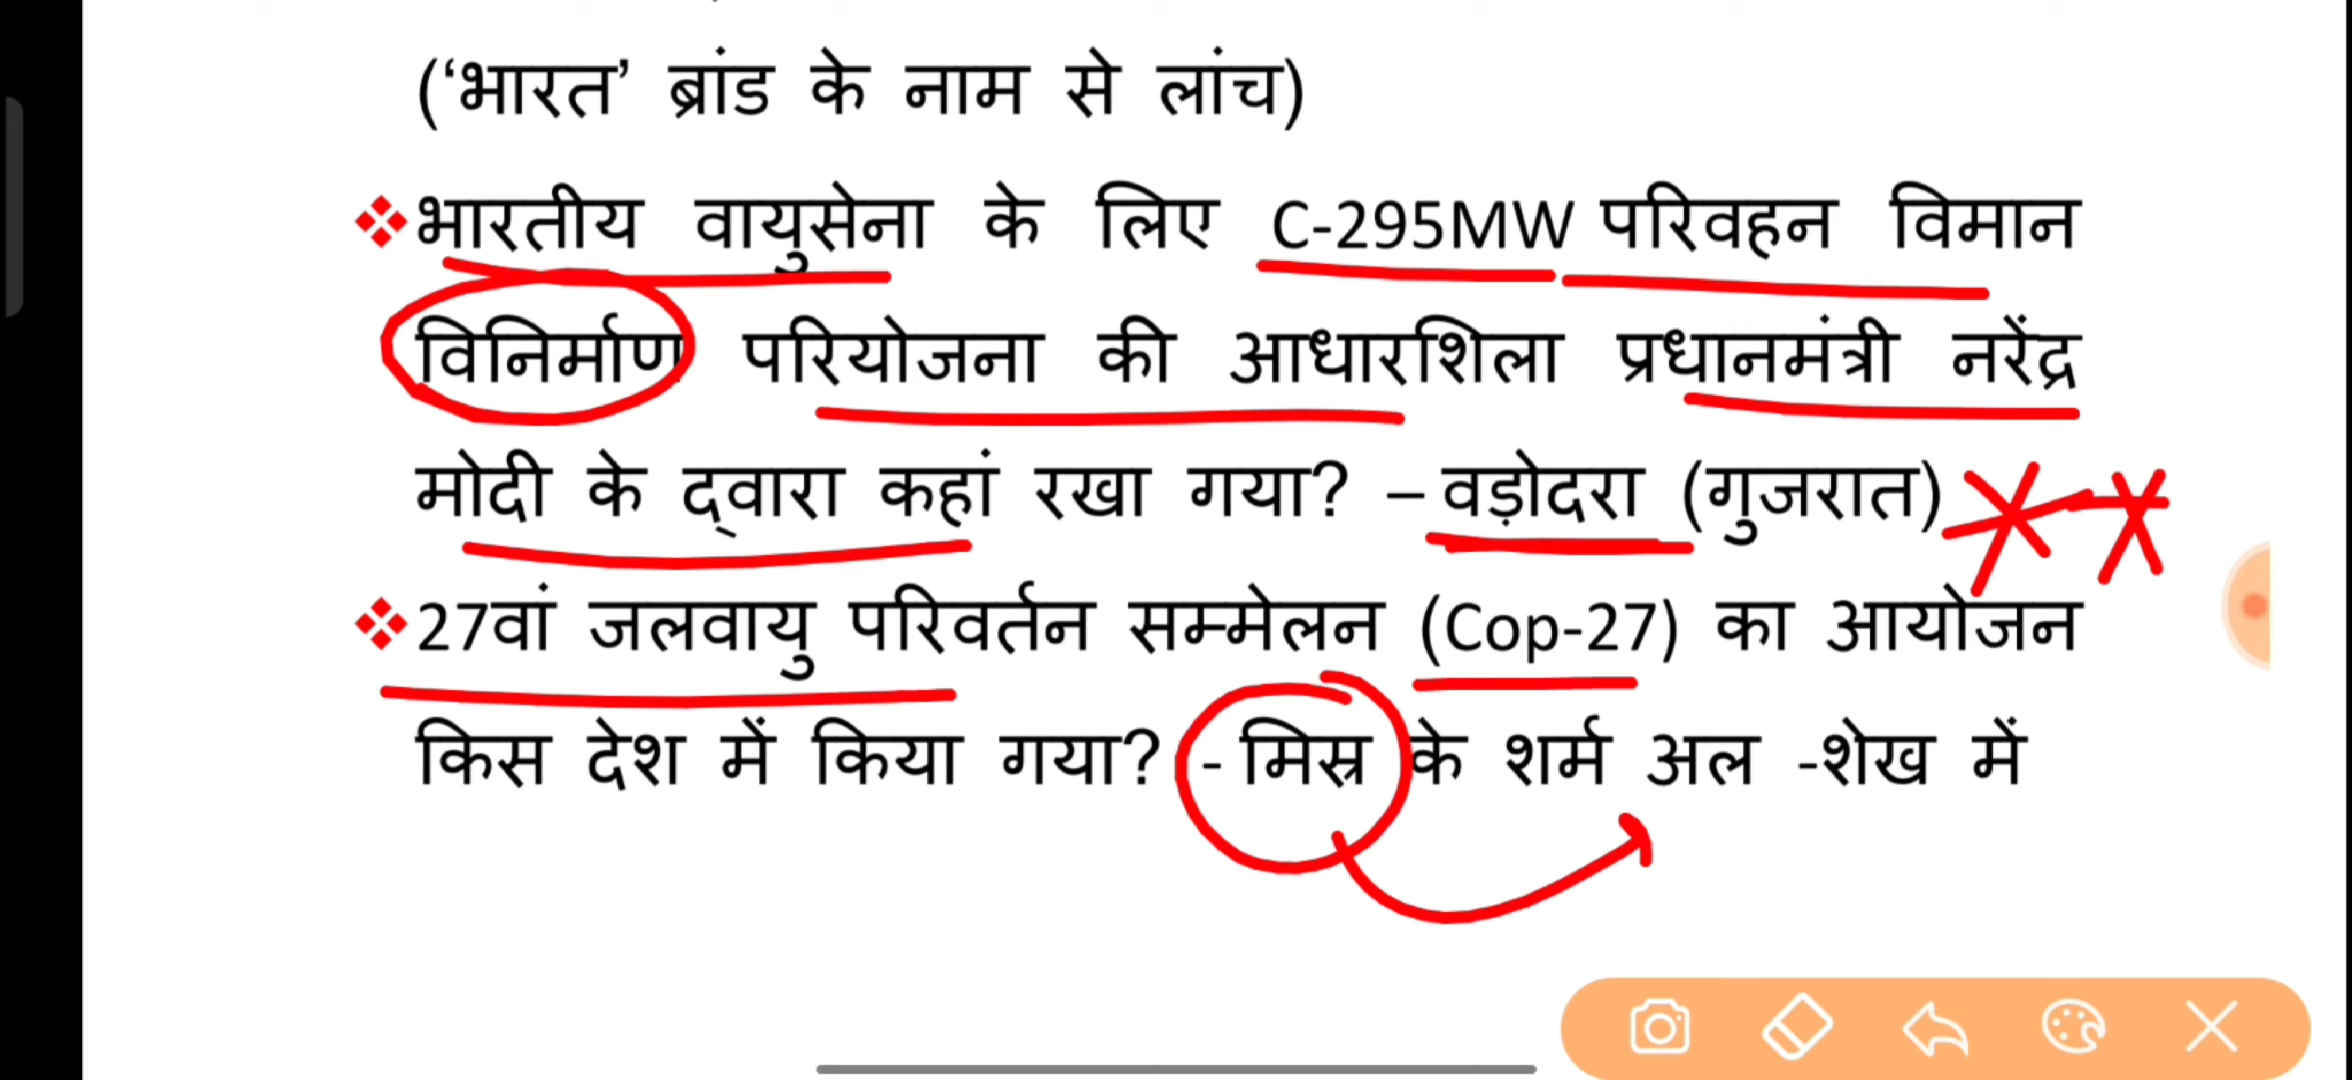 (‘भारत’ ब्रांड के नाम से लांच)
❖भारतीय वायुसेना के लिए C-295MW परिवहन विमान
विनिर्माण परियोजना की आधारशिला प्रधानमंत्री नरेंद्र
मोदी के द्वारा कहां रखा गया? – वड़ोदरा (गुजरात)
❖27वां जलवायु परिवर्तन सम्मेलन (Cop-27) का आयोजन
किस देश में किया गया? - मिस्र के शर्म अल -शेख में